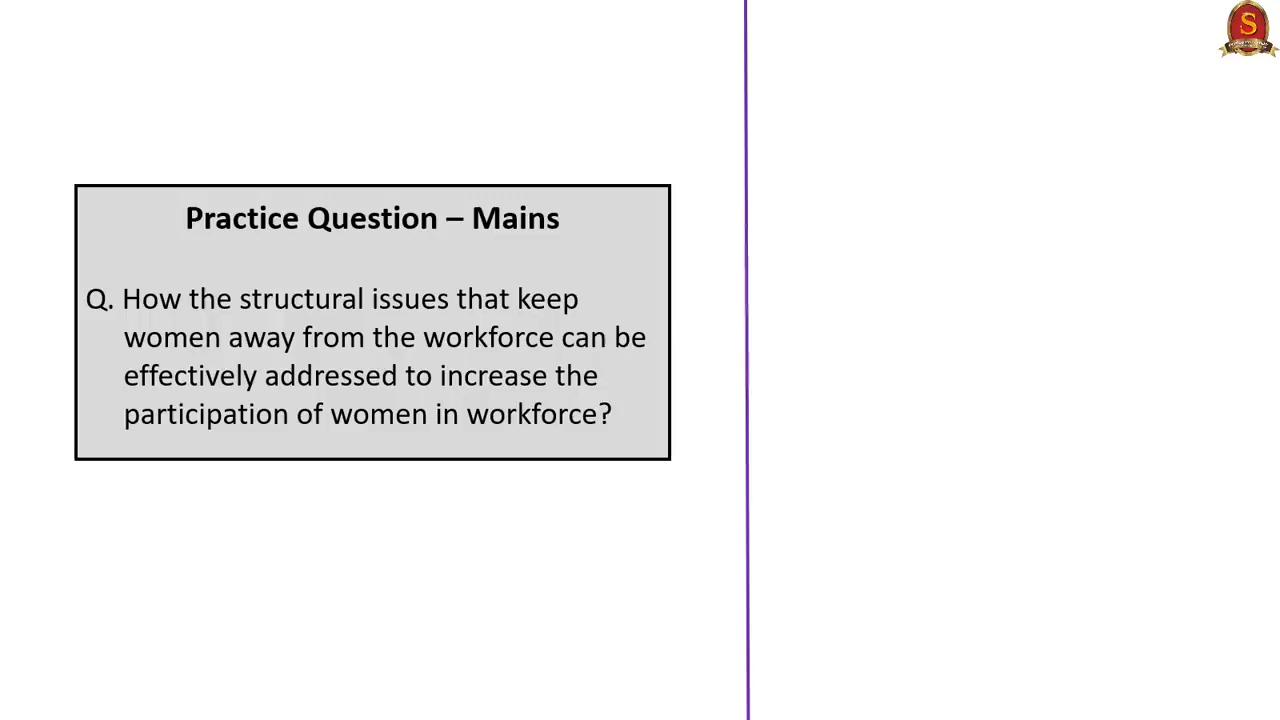 Practice Question – Mains
Q. How the structural issues that keep
women away from the workforce can be
effectively addressed to increase the
participation of women in workforce?
S